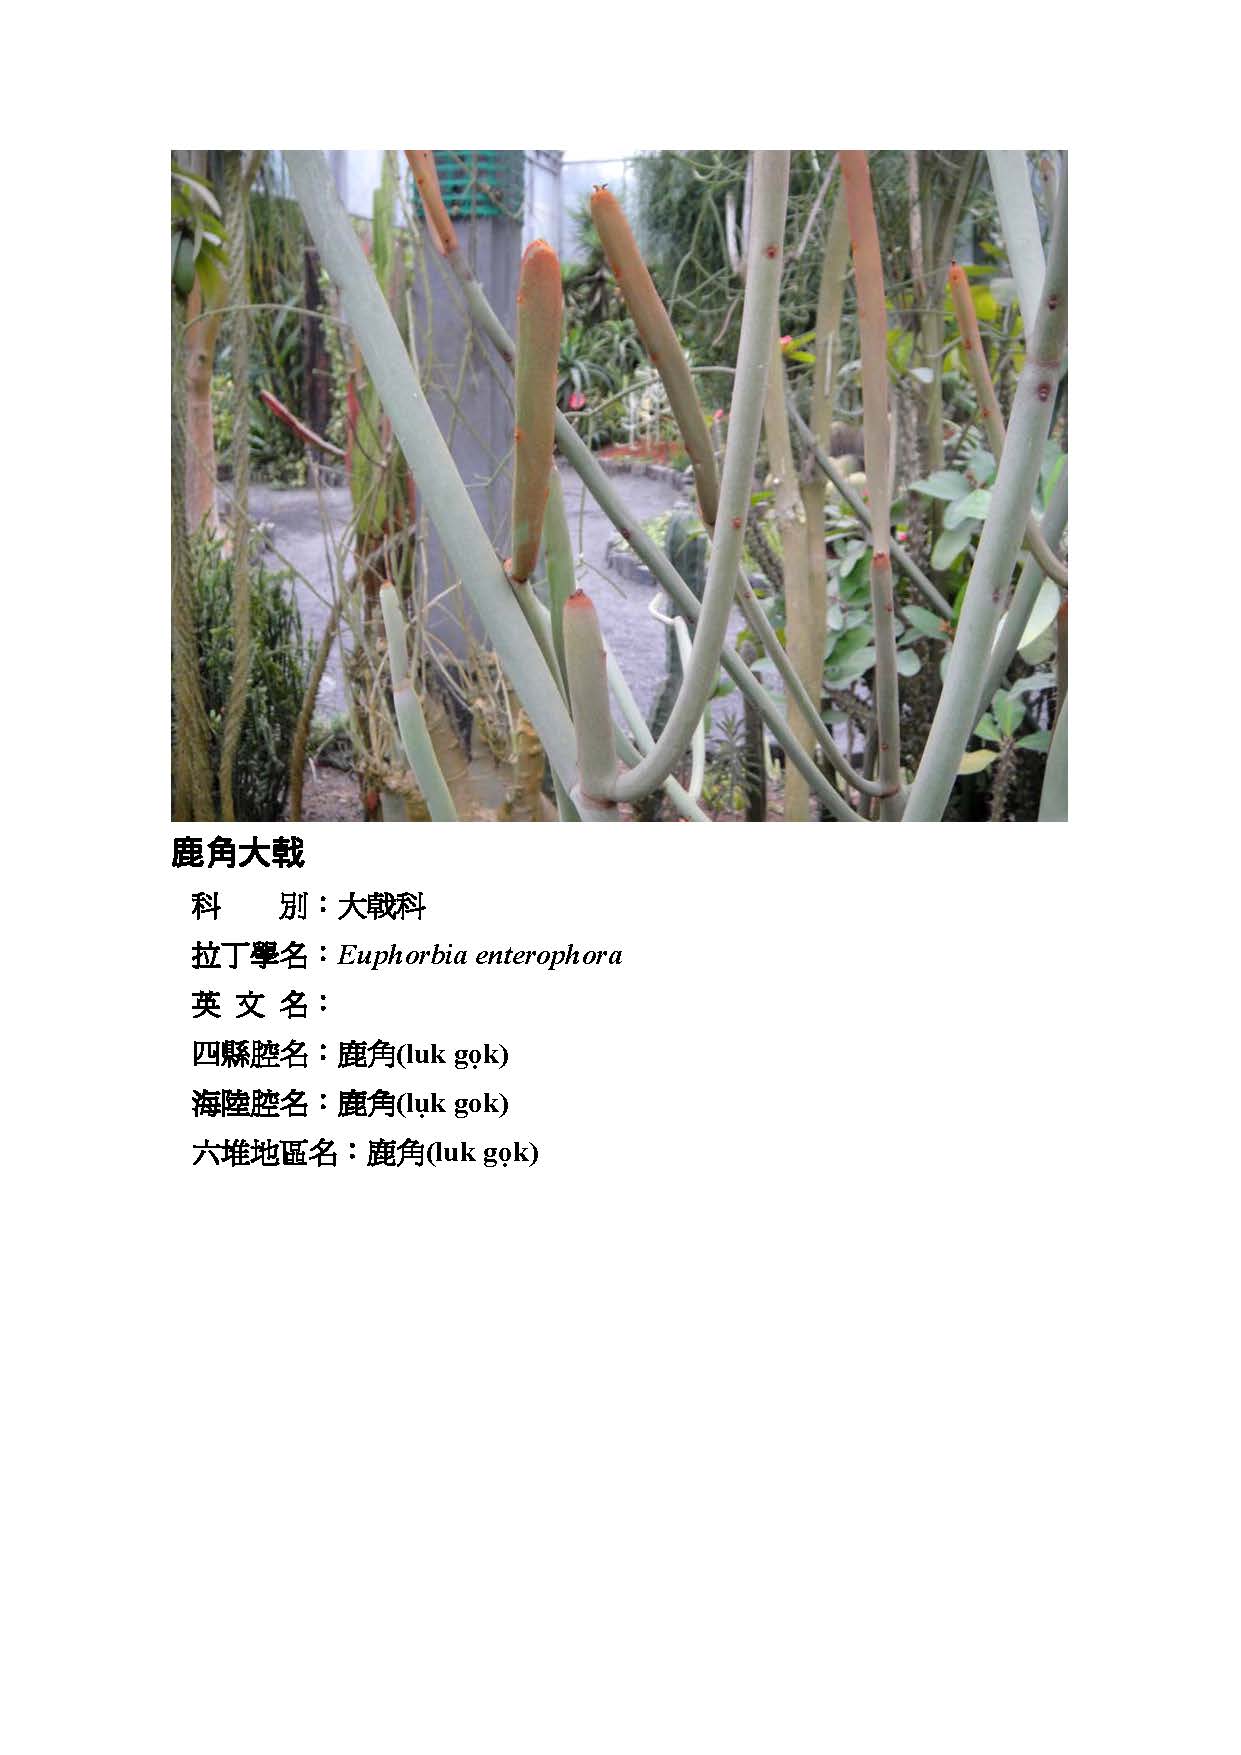 鹿角大戟
科　　別：大戟科
拉丁學名：Euphorbia enterophora
英 文 名：
四縣腔名：鹿角(luk gọk)
海陸腔名：鹿角(lụk gok)
六堆地區名：鹿角(luk gọk)